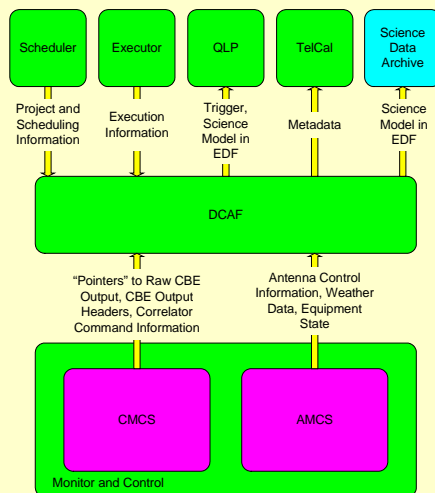 Scheduler
Executor
QLP
TelCal
Science
Data
Archive
Project and
Scheduling
Information
Execution
Information
Trigger,
Science
Model in
EDF
Metadata
Science
Model in
EDF
DCAF
“Pointers” to Raw CBE
Output, CBE Output
Headers, Correlator
Command Information
Antenna Control
Information, Weather
Data, Equipment
State
CMCS
AMCS
Monitor and Control